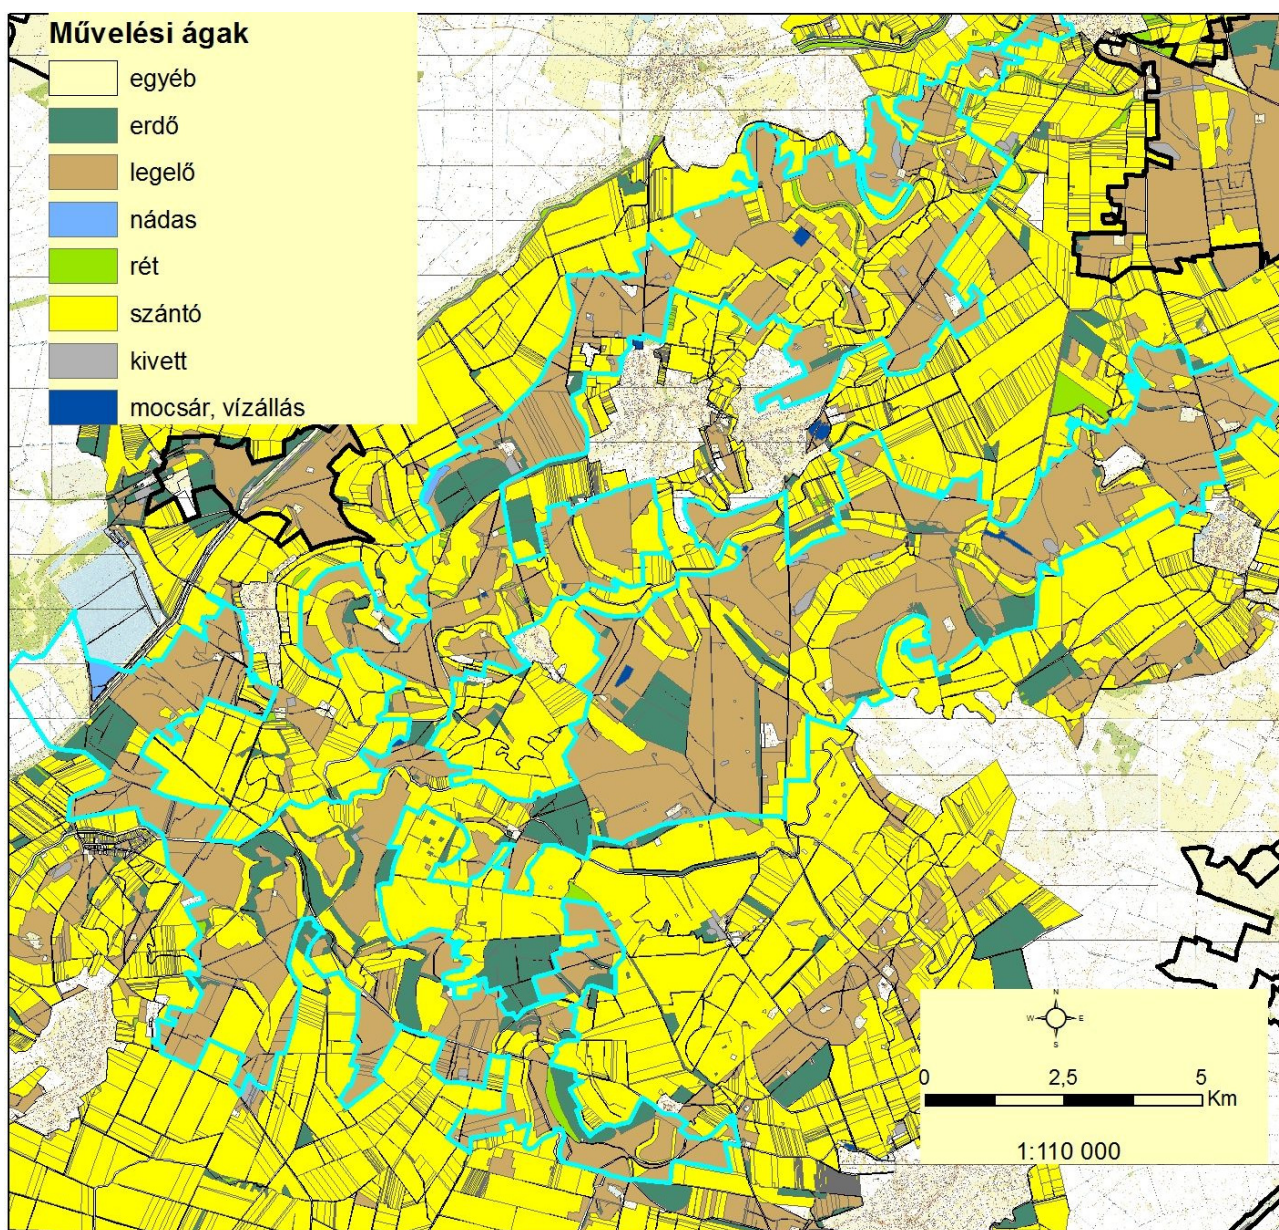 Művelési ágak
egyéb
erdő
legelő
nádas
rét
szántó
kivett
mocsár, vízállás
N
W E
S
0 2,5 5
Km
1:110 000